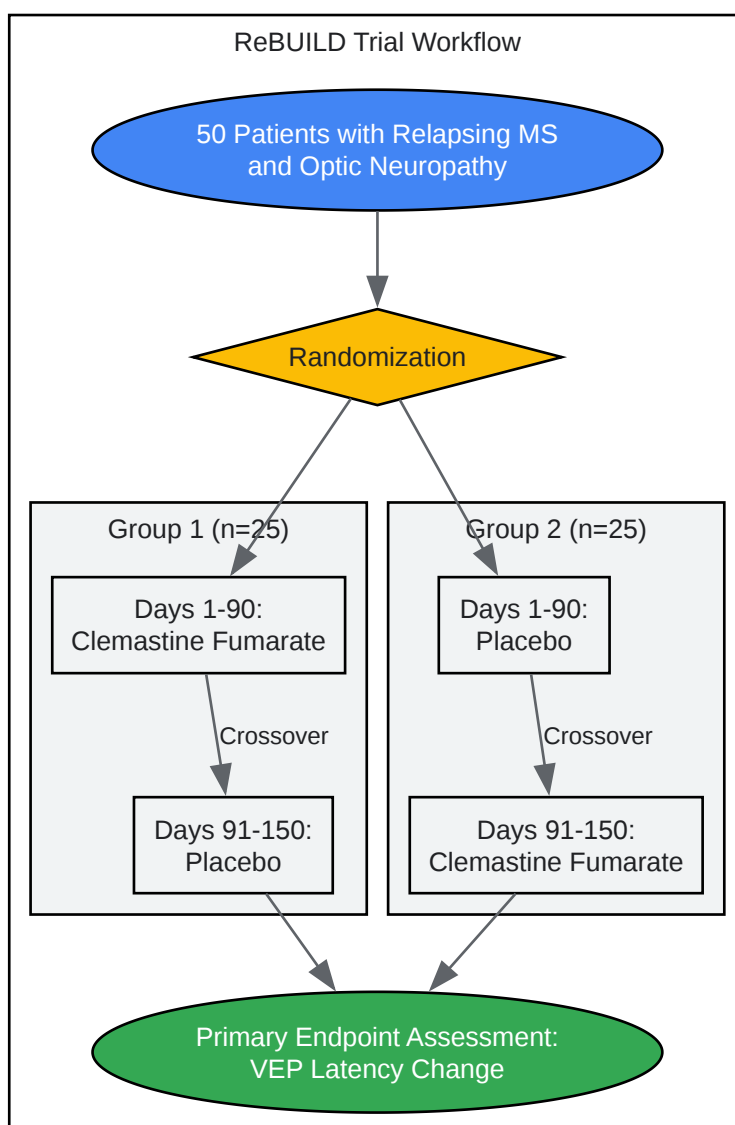 ReBUILD Trial Workflow
50 Patients with Relapsing MS
and Optic Neuropathy
Randomization
Group 1 (n=25)
Days 1-90:
Clemastine Fumarate
Crossover
Days 91-150:
Placebo
Group 2 (n=25)
Days 1-90:
Placebo
Crossover
Days 91-150:
Clemastine Fumarate
Primary Endpoint Assessment:
VEP Latency Change